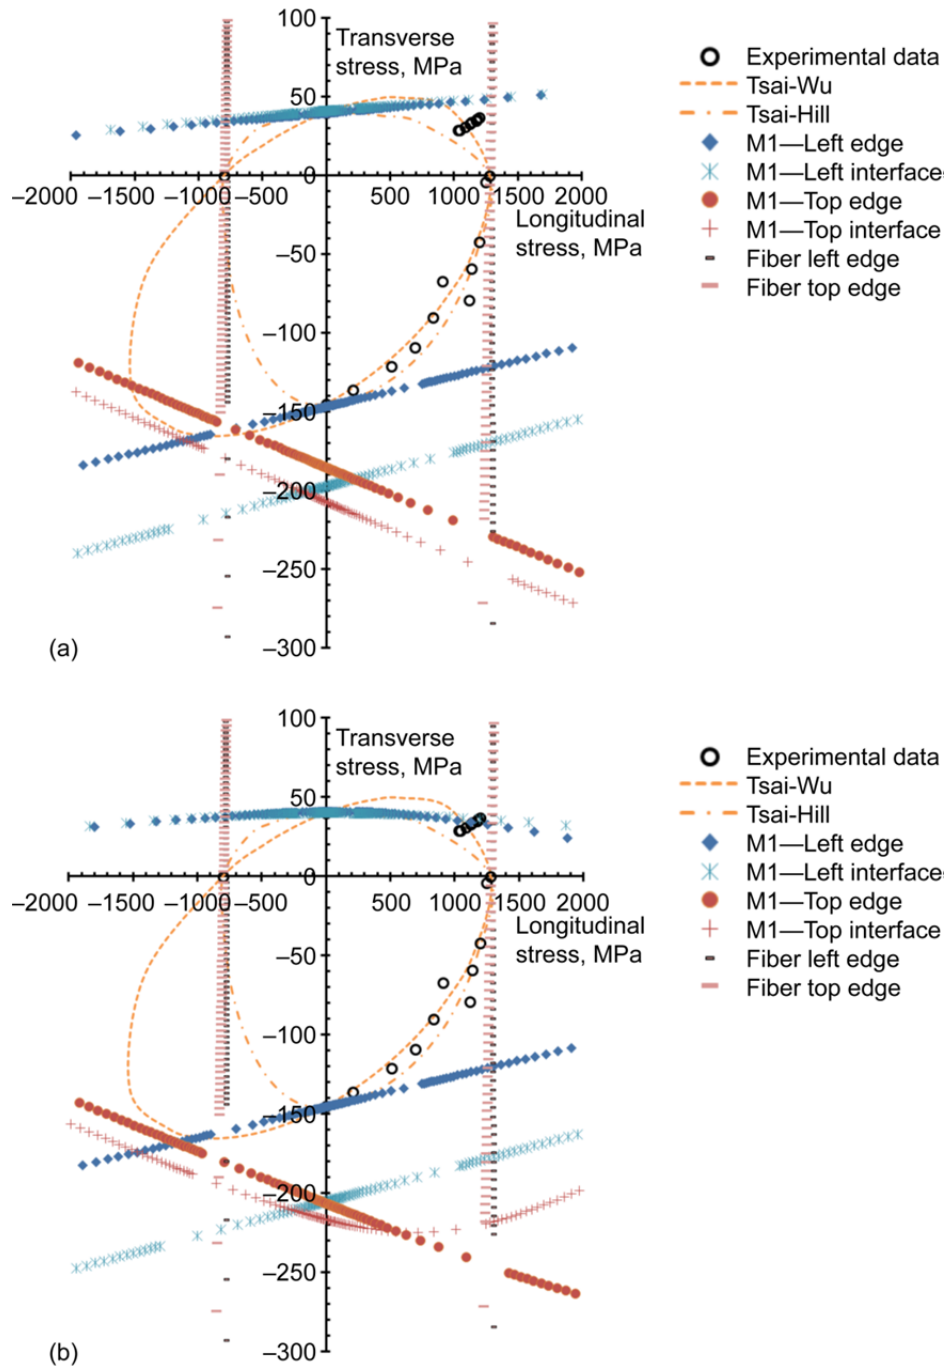 100
Transverse
stress, MPa
50
0
−2000 −1500 −1000 −500
500 1000 1500 2000
Longitudinal
stress, MPa
−50
−100
−150
−200
−250
−300
Experimental data
Tsai-Wu
Tsai-Hill
M1—Left edge
M1—Left interface
M1—Top edge
M1—Top interface
Fiber left edge
Fiber top edge
(a)
100
Transverse
stress, MPa
50
0
−2000 −1500 −1000 −500
500 1000 1500 2000
Longitudinal
stress, MPa
−50
−100
−150
−200
−250
−300
Experimental data
Tsai-Wu
Tsai-Hill
M1—Left edge
M1—Left interface
M1—Top edge
M1—Top interface
Fiber left edge
Fiber top edge
(b)